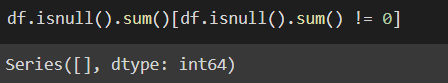 df.isnull().sum()[df.isnull().sum() != 0]
Series([], dtype: int64)